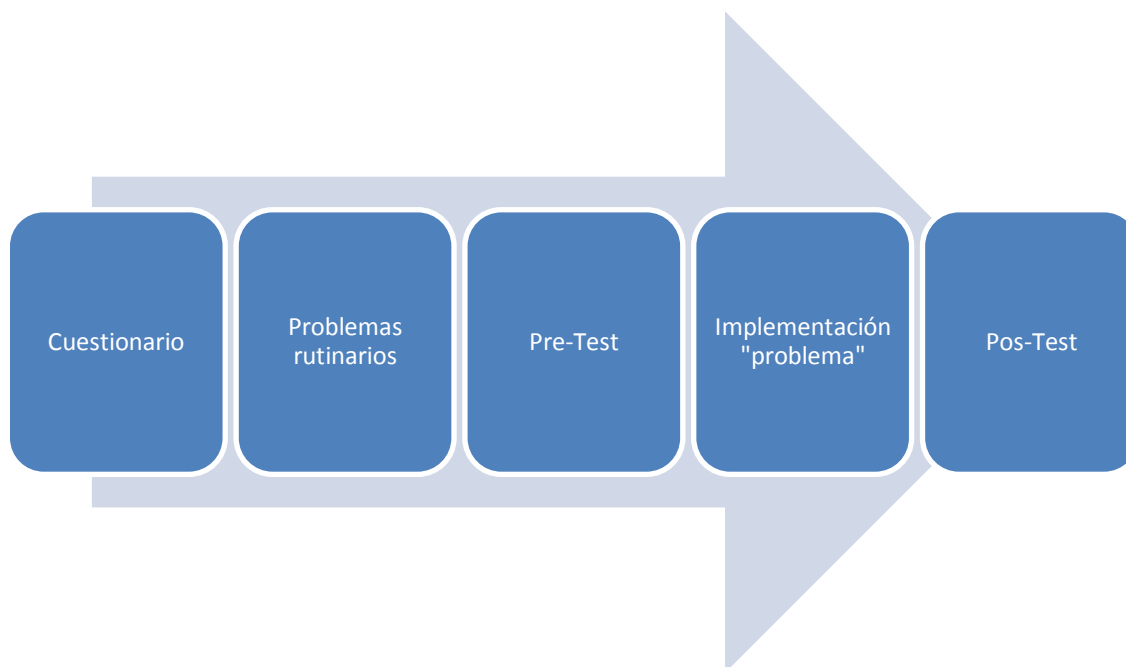 Cuestionario
Problemas
rutinarios
Pre-Test
Implementación
"problema"
Pos-Test